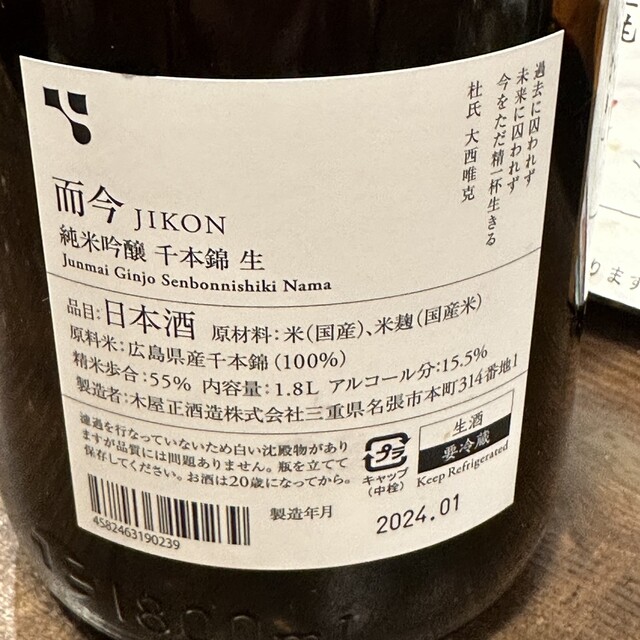 過去に囚われず
未来に囚われず
今をただ精一杯生きる
杜氏 大西唯克
而今 JIKON
純米吟醸 千本錦 生
Junmai Ginjo Senbonnishiki Nama
品目:日本酒 原材料:米(国産)、米麹(国産米)
原料米:広島県産千本錦(100%)
精米歩合:55% 内容量:1.8L アルコール分:15.5%
製造者:木屋正酒造株式会社三重県名張市本町314番地1
濾過を行なっていないため白い沈殿物があり
ますが品質には問題ありません。瓶を立てて
保存してください。お酒は20歳になってから。
プラ
キャップ
(中栓)
生酒
要冷蔵
Keep Refrigerated
4582463190239
製造年月
2024.01
1800ml
ります